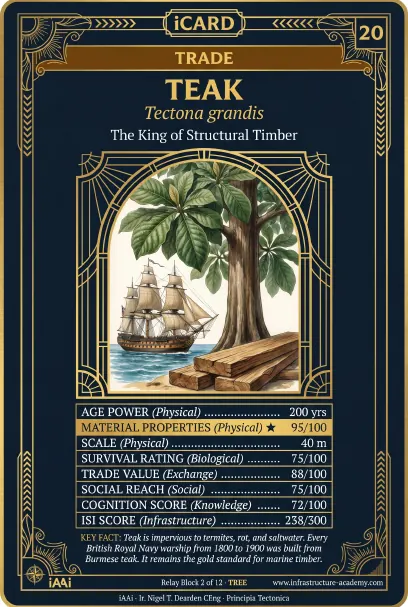 iCARD
20
TRADE
TEAK
Tectona grandis
The King of Structural Timber
AGE POWER (Physical) ........................ 200 yrs
MATERIAL PROPERTIES (Physical) ★ 95/100
SCALE (Physical) .................................. 40 m
SURVIVAL RATING (Biological) .......... 75/100
TRADE VALUE (Exchange) ................. 88/100
SOCIAL REACH (Social) ..................... 75/100
COGNITION SCORE (Knowledge) ....... 72/100
ISI SCORE (Infrastructure) ................ 238/300
KEY FACT: Teak is impervious to termites, rot, and saltwater. Every
British Royal Navy warship from 1800 to 1900 was built from
Burmese teak. It remains the gold standard for marine timber.
iAAi
Relay Block 2 of 12 · TREE
www.infrastructure-academy.com
iAAi · Ir. Nigel T. Dearden CEng · Principia Tectonica